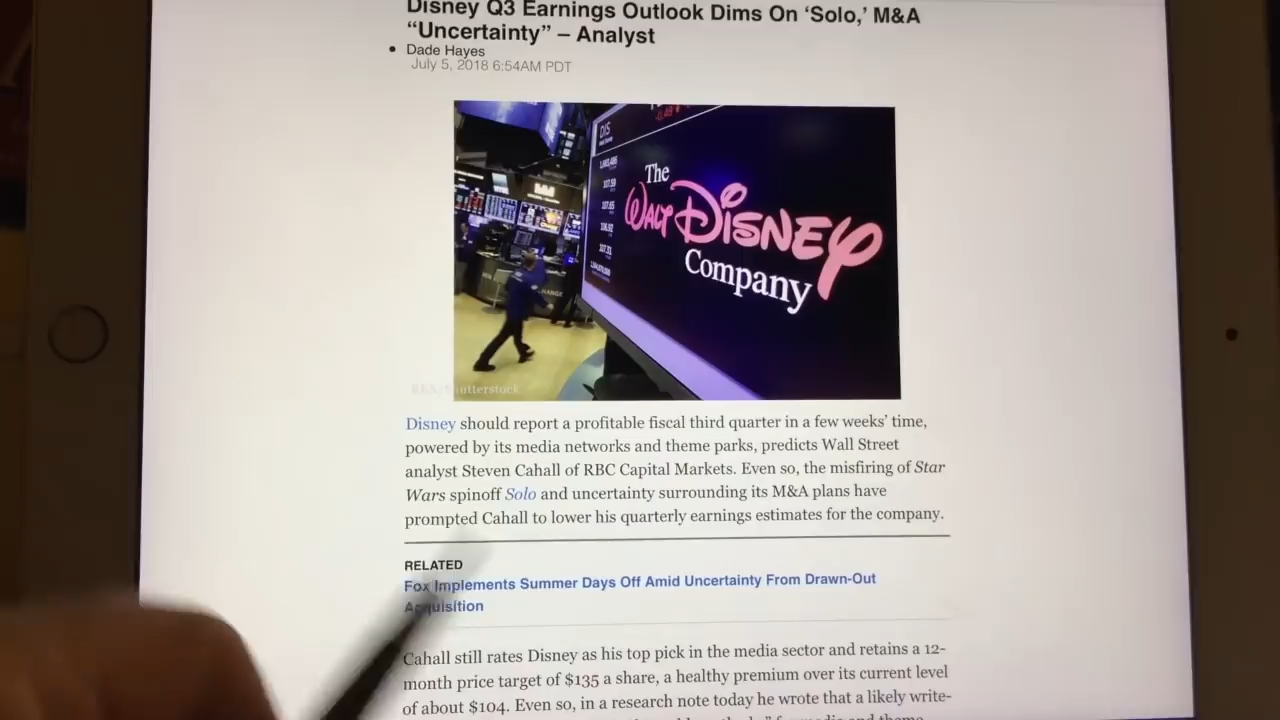 Disney Q3 Earnings Outlook Dims On ‘Solo,’ M&A
“Uncertainty” – Analyst
Dade Hayes
July 5, 2018 6:54AM PDT
DIS
The
WALT DISNEY
Company
Disney should report a profitable fiscal third quarter in a few weeks’ time,
powered by its media networks and theme parks, predicts Wall Street
analyst Steven Cahall of RBC Capital Markets. Even so, the misfiring of Star
Wars spinoff Solo and uncertainty surrounding its M&A plans have
prompted Cahall to lower his quarterly earnings estimates for the company.
RELATED
Fox Implements Summer Days Off Amid Uncertainty From Drawn-Out
Acquisition
Cahall still rates Disney as his top pick in the media sector and retains a 12-
month price target of $135 a share, a healthy premium over its current level
of about $104. Even so, in a research note today he wrote that a likely write-